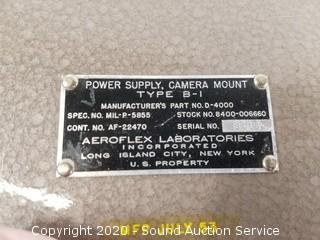 POWER SUPPLY, CAMERA MOUNT
TYPE B-1
MANUFACTURER'S PART NO. D-4000
SPEC. NO. MIL-P-5855 STOCK NO. 8400-006660
CONT. NO. AF-22470 SERIAL NO.
AEROFLEX LABORATORIES
INCORPORATED
LONG ISLAND CITY, NEW YORK
U.S. PROPERTY
Copyright 2020 - Sound Auction